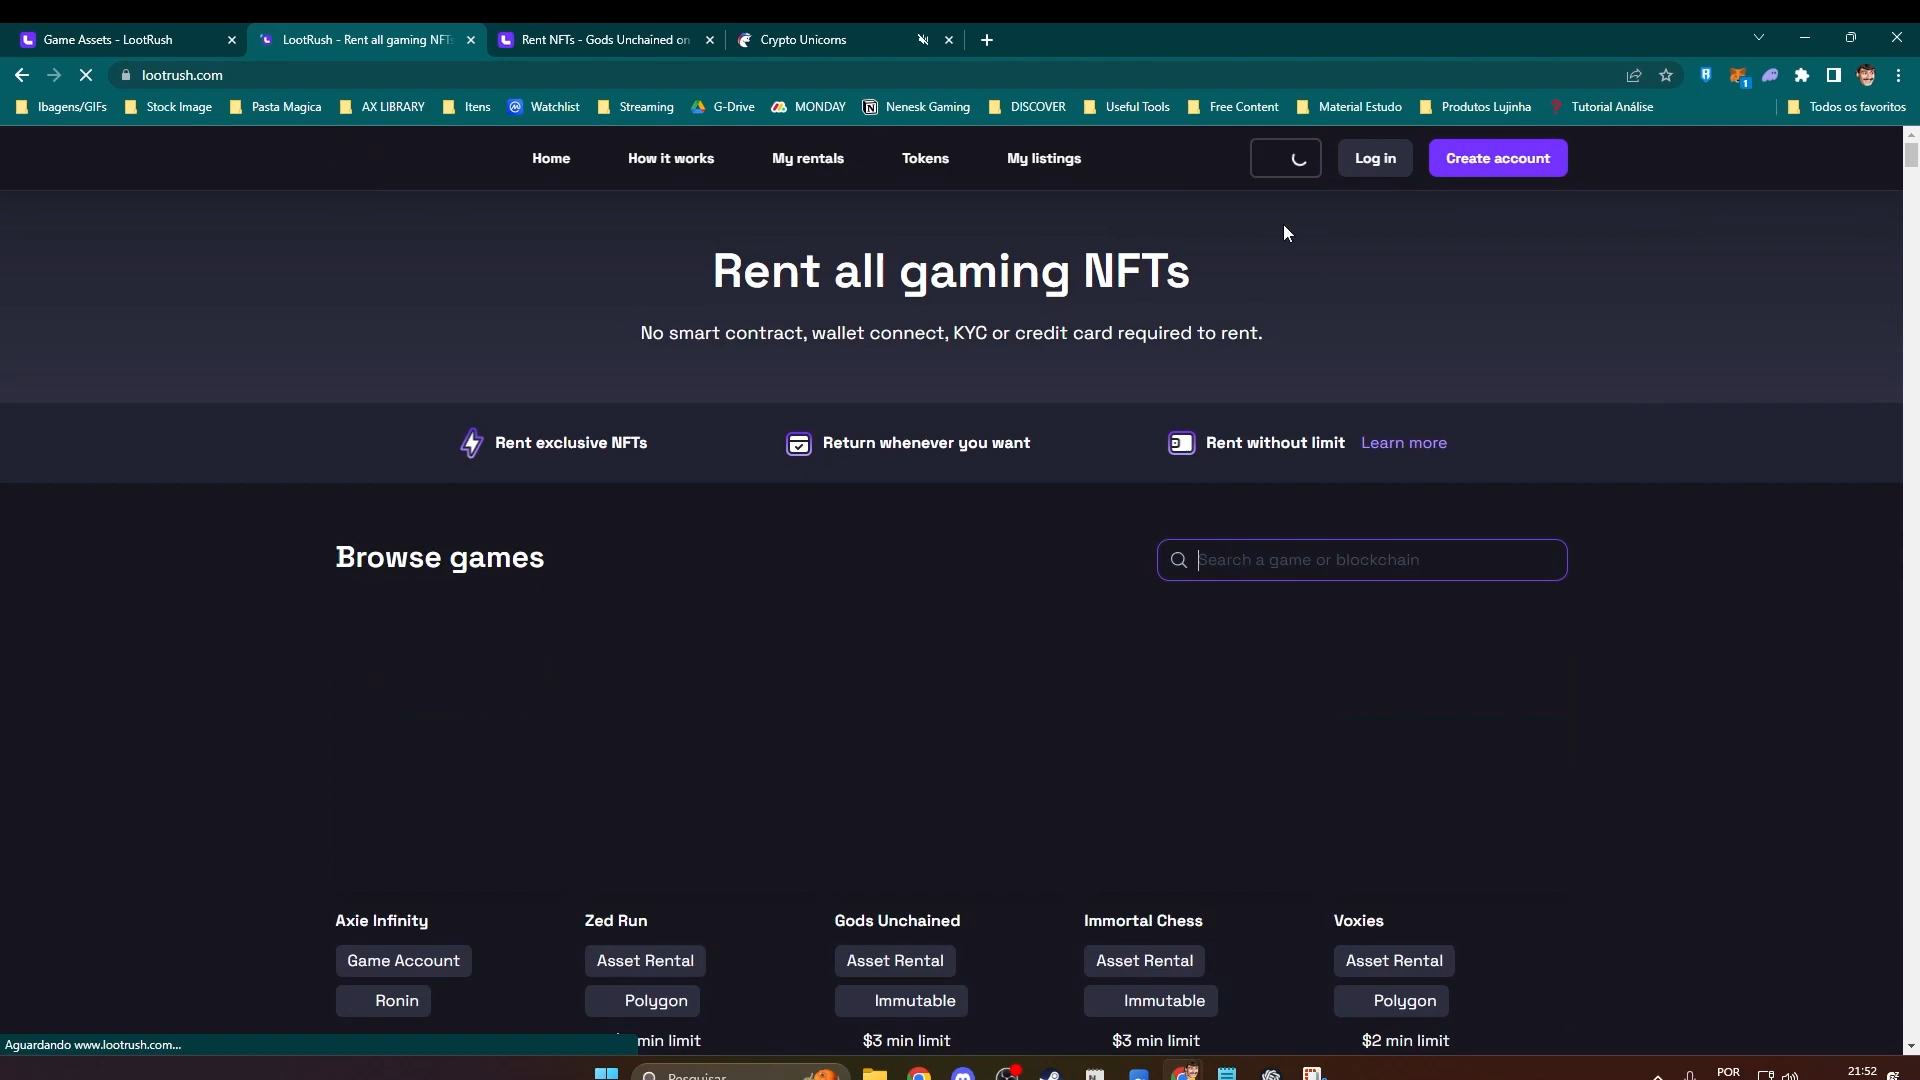 Game Assets - LootRush
LootRush - Rent all gaming NFTs
Rent NFTs - Gods Unchained on
Crypto Unicorns
lootrush.com
1
Ibagens/GIFs
Stock Image
Pasta Magica
AX LIBRARY
Itens
Watchlist
Streaming
G-Drive
MONDAY
Nenesk Gaming
DISCOVER
Useful Tools
Free Content
Material Estudo
Produtos Lujinha
Tutorial Análise
Todos os favoritos
Home
How it works
My rentals
Tokens
My listings
Log in
Create account
Rent all gaming NFTs
No smart contract, wallet connect, KYC or credit card required to rent.
Rent exclusive NFTs
Return whenever you want
Rent without limit
Learn more
Browse games
Search a game or blockchain
Axie Infinity
Zed Run
Gods Unchained
Immortal Chess
Voxies
Game Account
Asset Rental
Asset Rental
Asset Rental
Asset Rental
Ronin
Polygon
Immutable
Immutable
Polygon
min limit
$3 min limit
$3 min limit
$2 min limit
Aguardando www.lootrush.com...
Pesquisar
POR
21:52